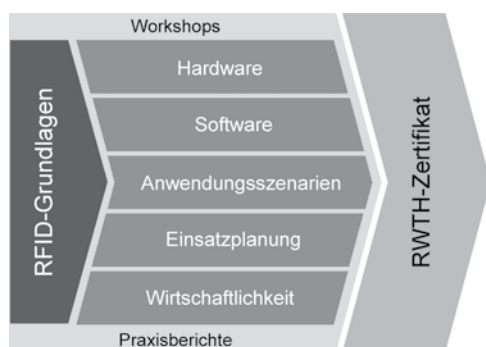 Workshops
RFID-Grundlagen
Hardware
Software
Anwendungsszenarien
Einsatzplanung
Wirtschaftlichkeit
Praxisberichte
RWTH-Zertifikat